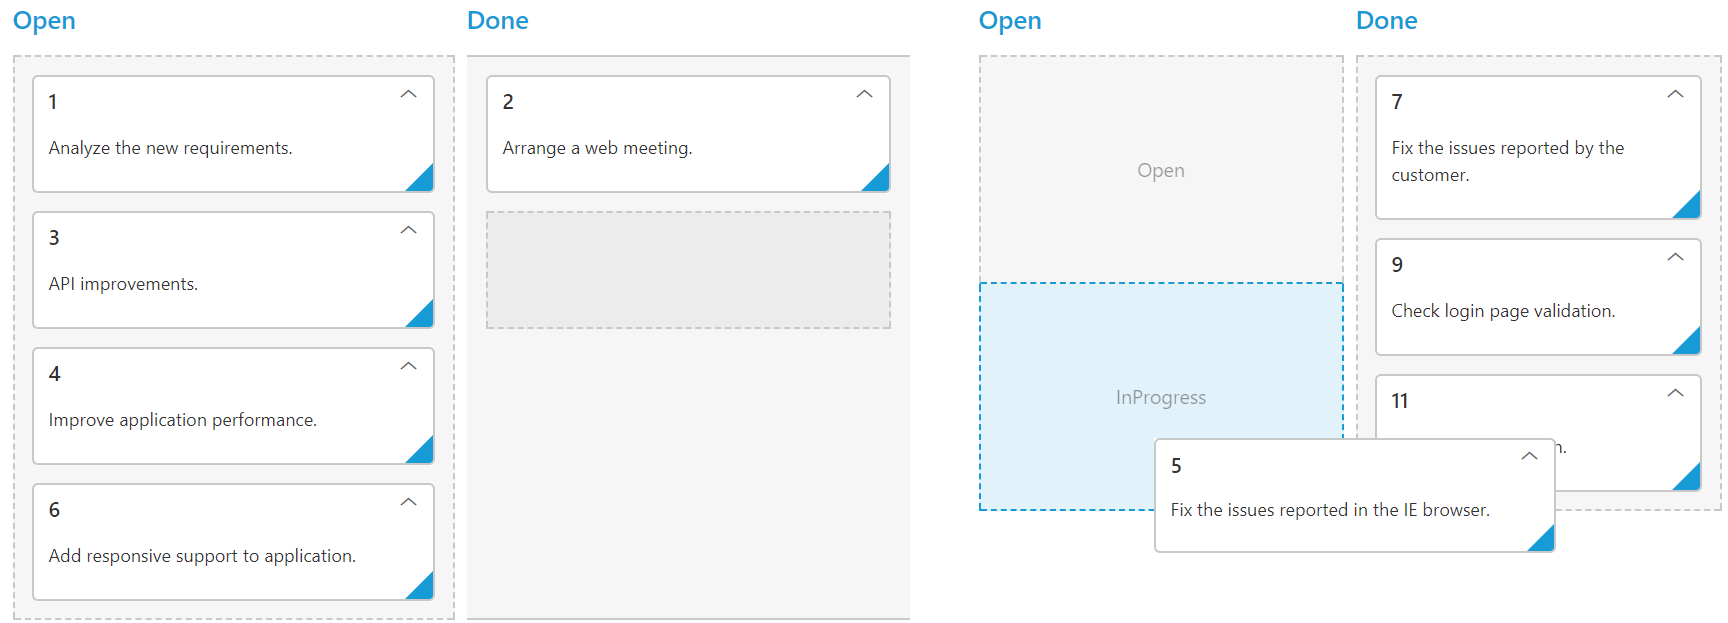 Open
1
Analyze the new requirements.
3
API improvements.
4
Improve application performance.
6
Add responsive support to application.
Done
2
Arrange a web meeting.
Open
Open
InProgress
Done
7
Fix the issues reported by the
customer.
9
Check login page validation.
11
5
Fix the issues reported in the IE browser.